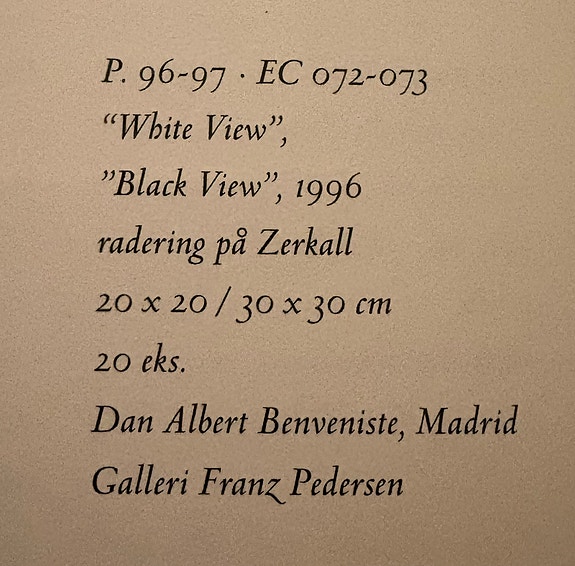 P. 96-97 · EC 072-073
“White View”,
”Black View”, 1996
radering på Zerkall
20 x 20 / 30 x 30 cm
20 eks.
Dan Albert Benveniste, Madrid
Galleri Franz Pedersen